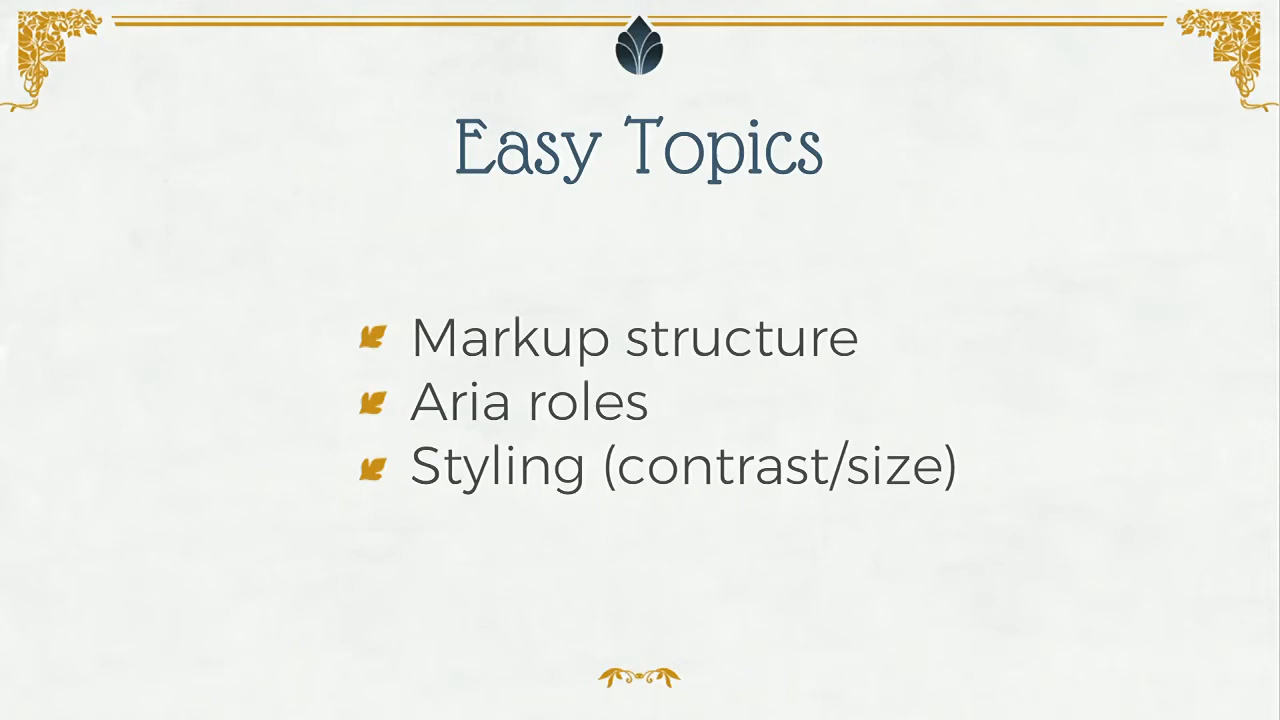 Easy Topics
Markup structure
Aria roles
Styling (contrast/size)